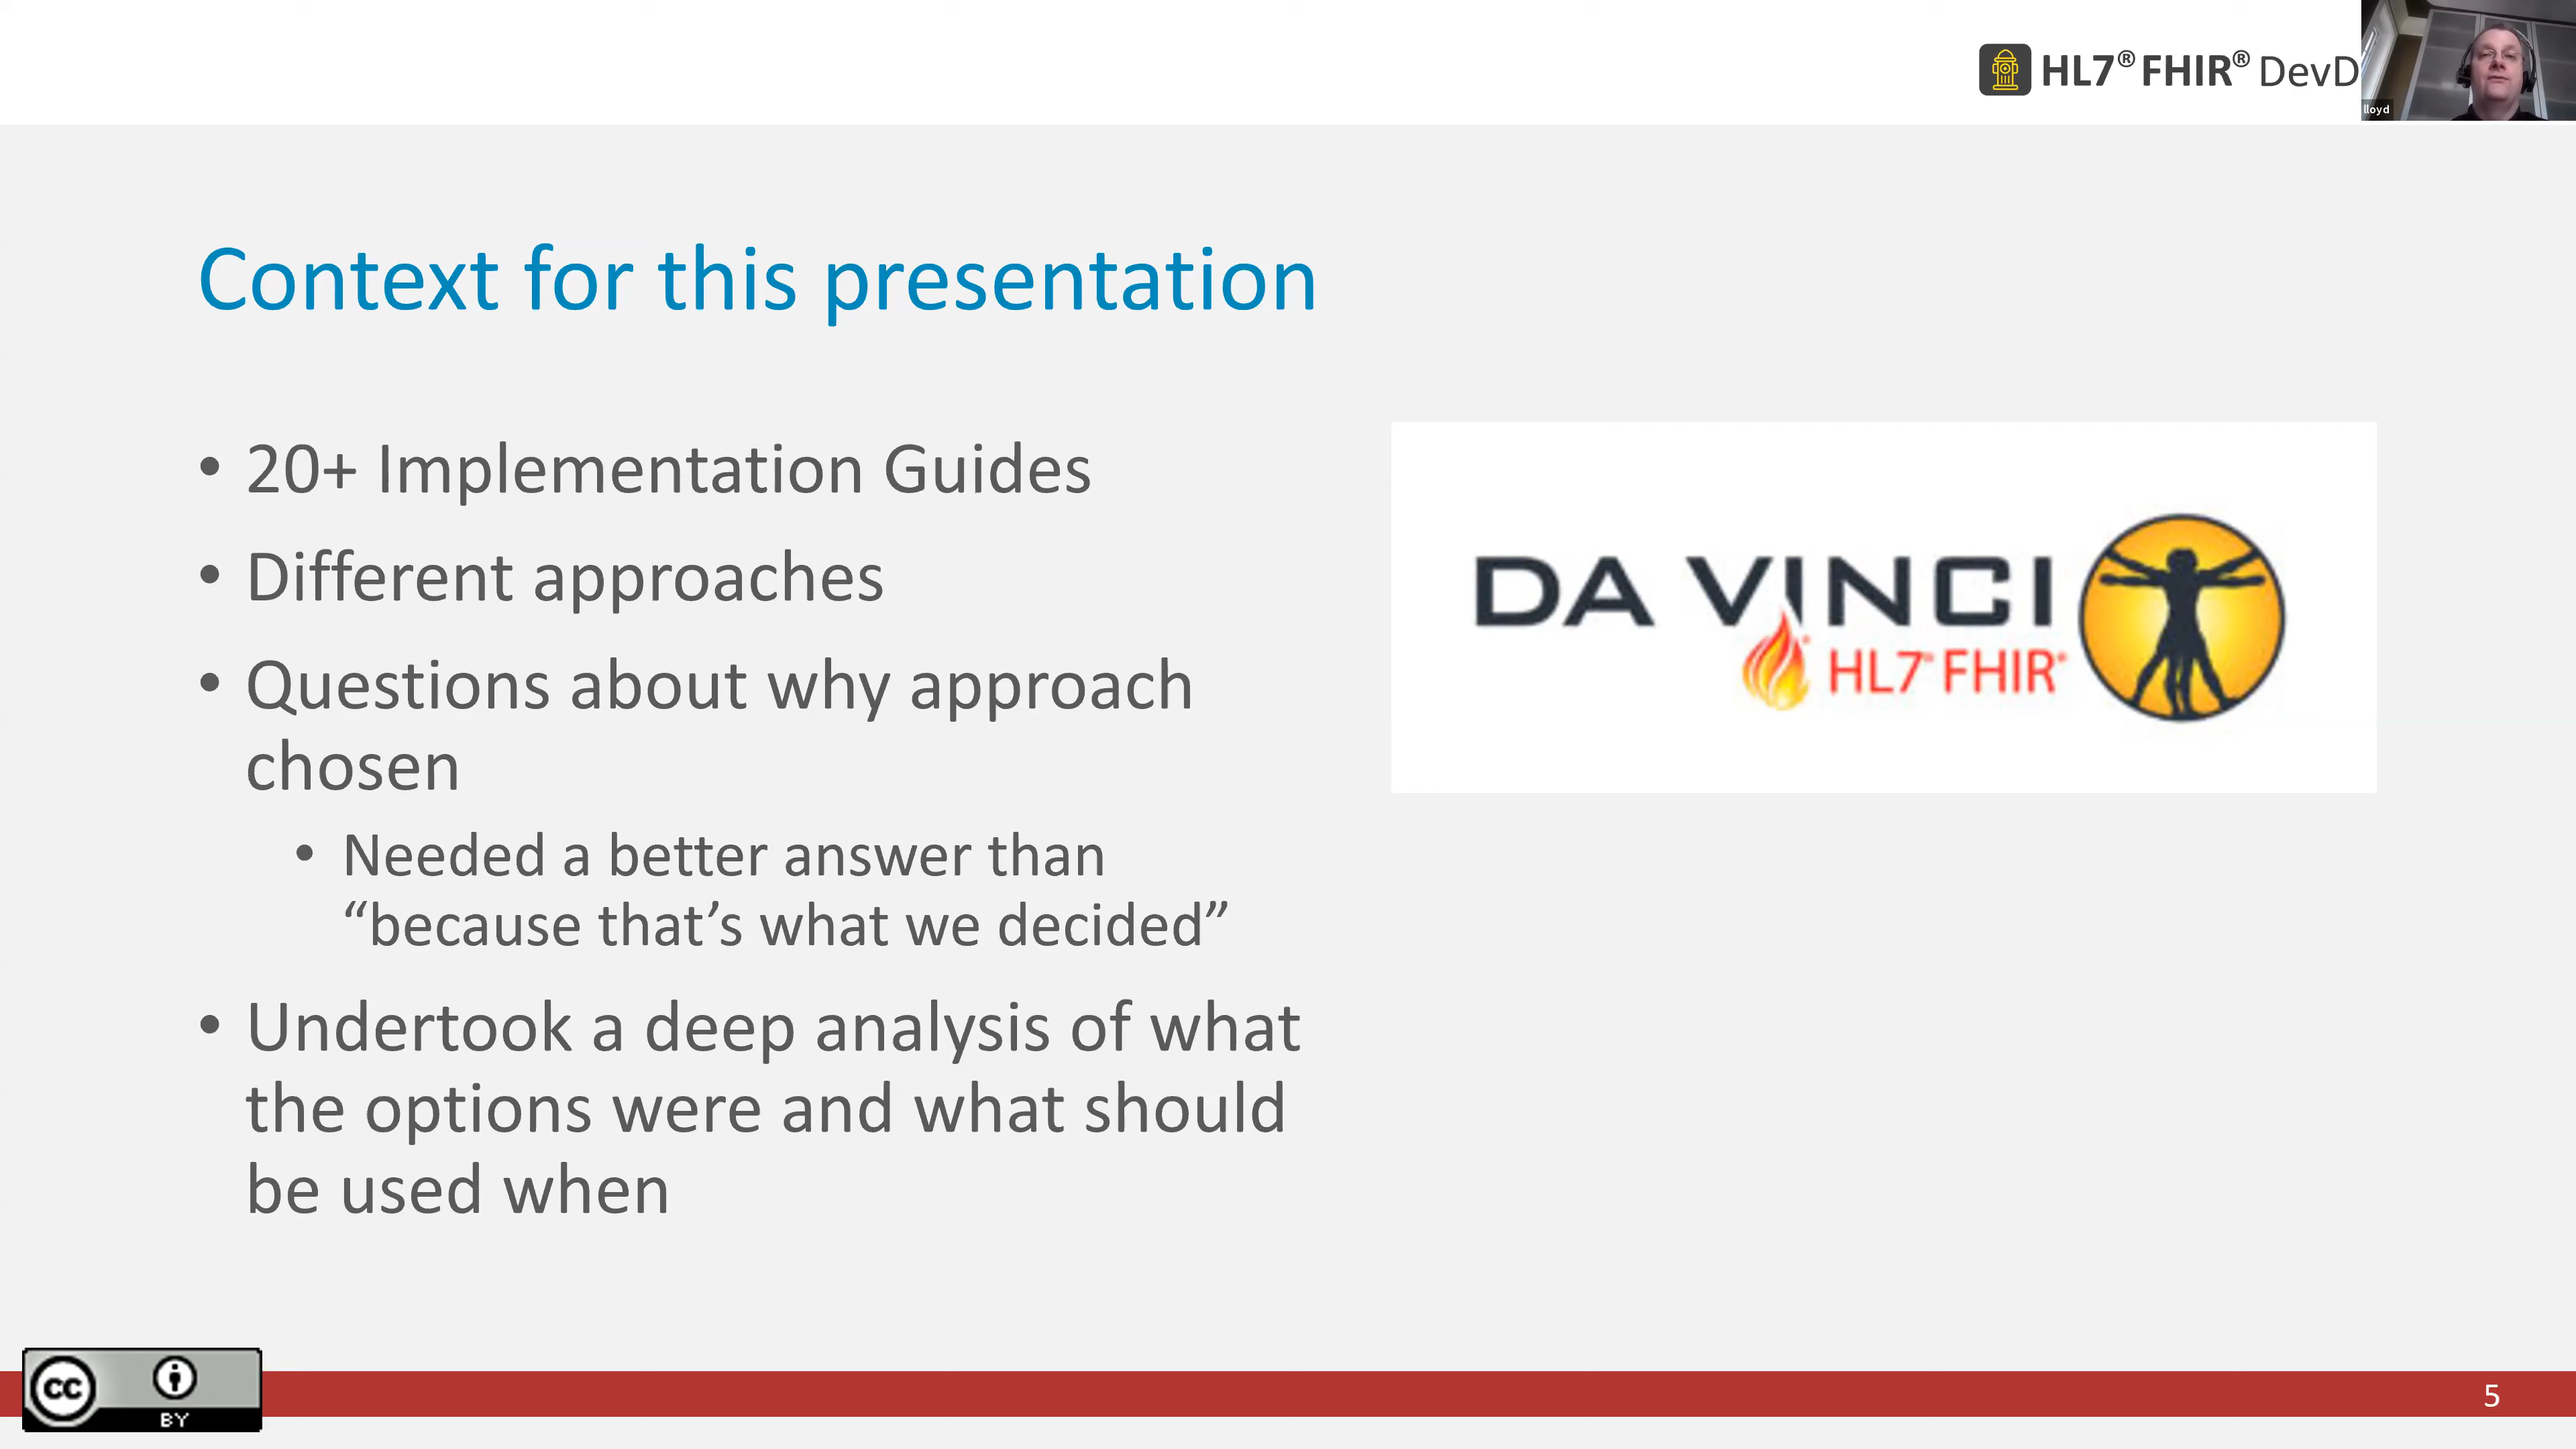 HL7® FHIR® DevD
lloyd
Context for this presentation
• 20+ Implementation Guides
• Different approaches
• Questions about why approach
chosen
• Needed a better answer than
“because that’s what we decided”
• Undertook a deep analysis of what
the options were and what should
be used when
DA VINCI
HL7® FHIR®
CC
BY
5